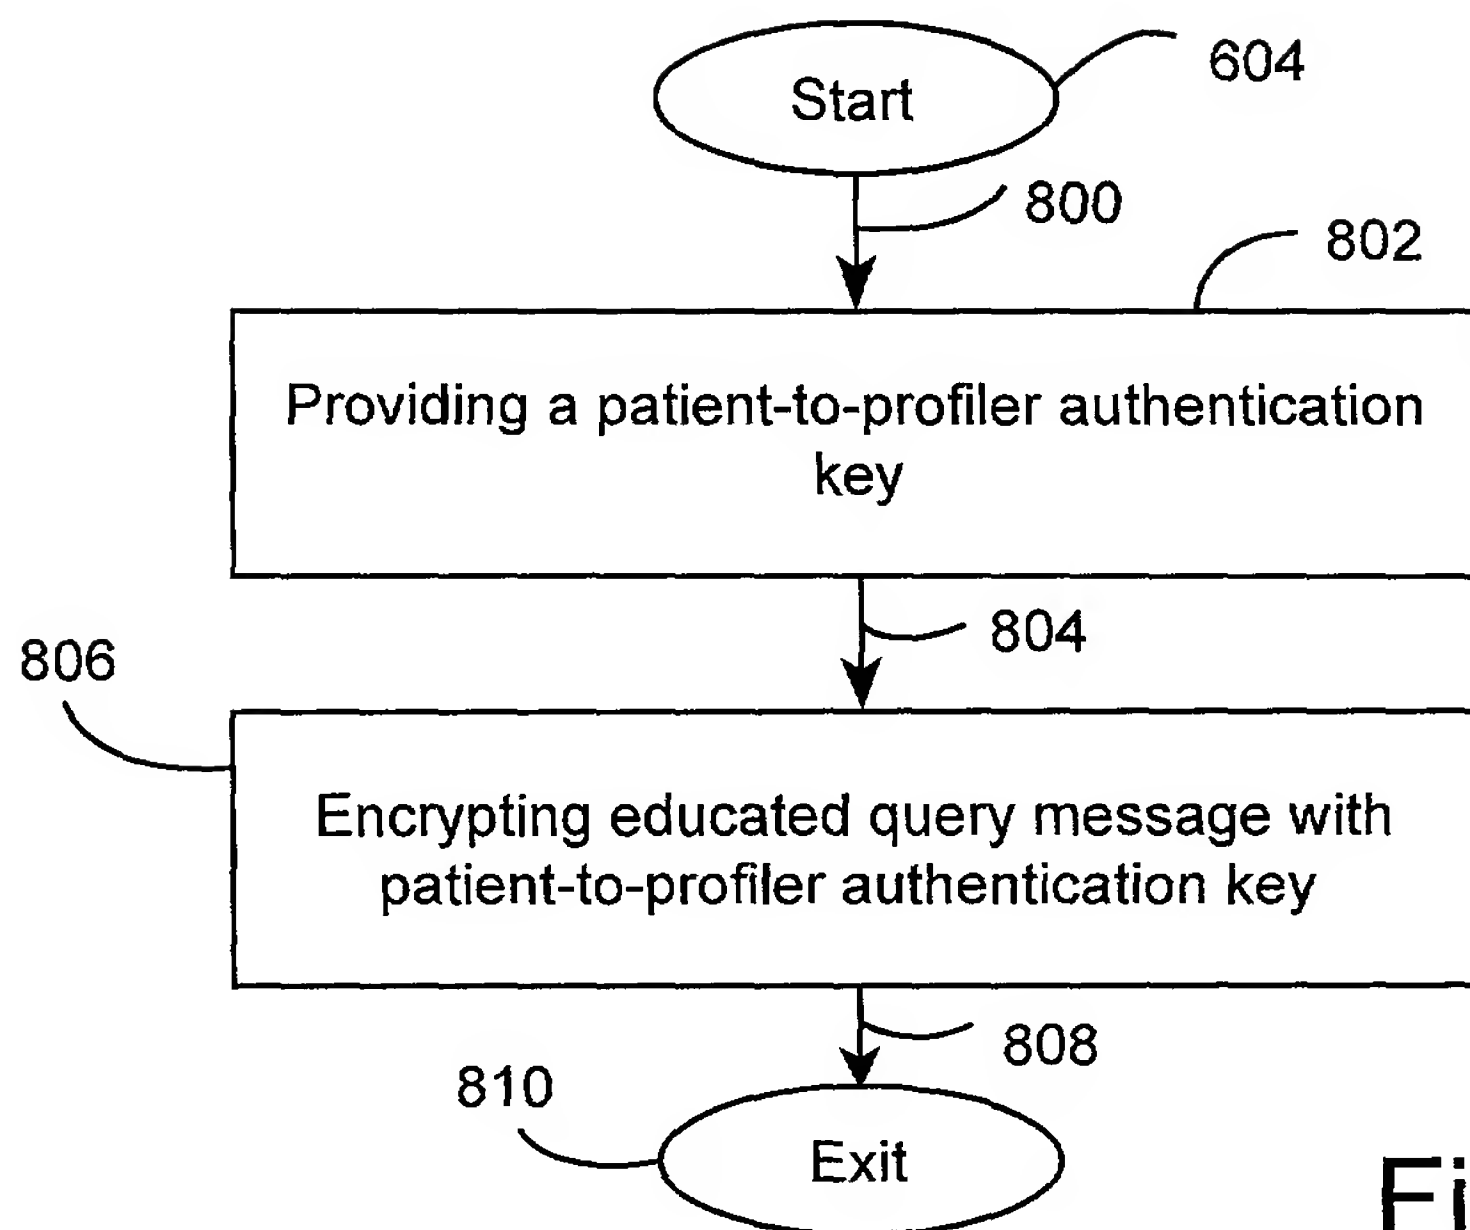 Start
604
800
802
Providing a patient-to-profiler authentication
key
804
806
Encrypting educated query message with
patient-to-profiler authentication key
808
810
Exit
Fi